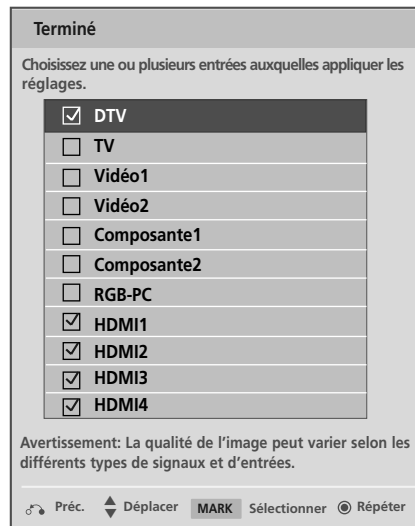 Terminé
Choisissez une ou plusieurs entrées auxquelles appliquer les
réglages.
DTV
TV
Vidéo1
Vidéo2
Composante1
Composante2
RGB-PC
HDMI1
HDMI2
HDMI3
HDMI4
Avertissement: La qualité de l'image peut varier selon les
différents types de signaux et d'entrées.
Préc. Déplacer MARK Sélectionner Répéter